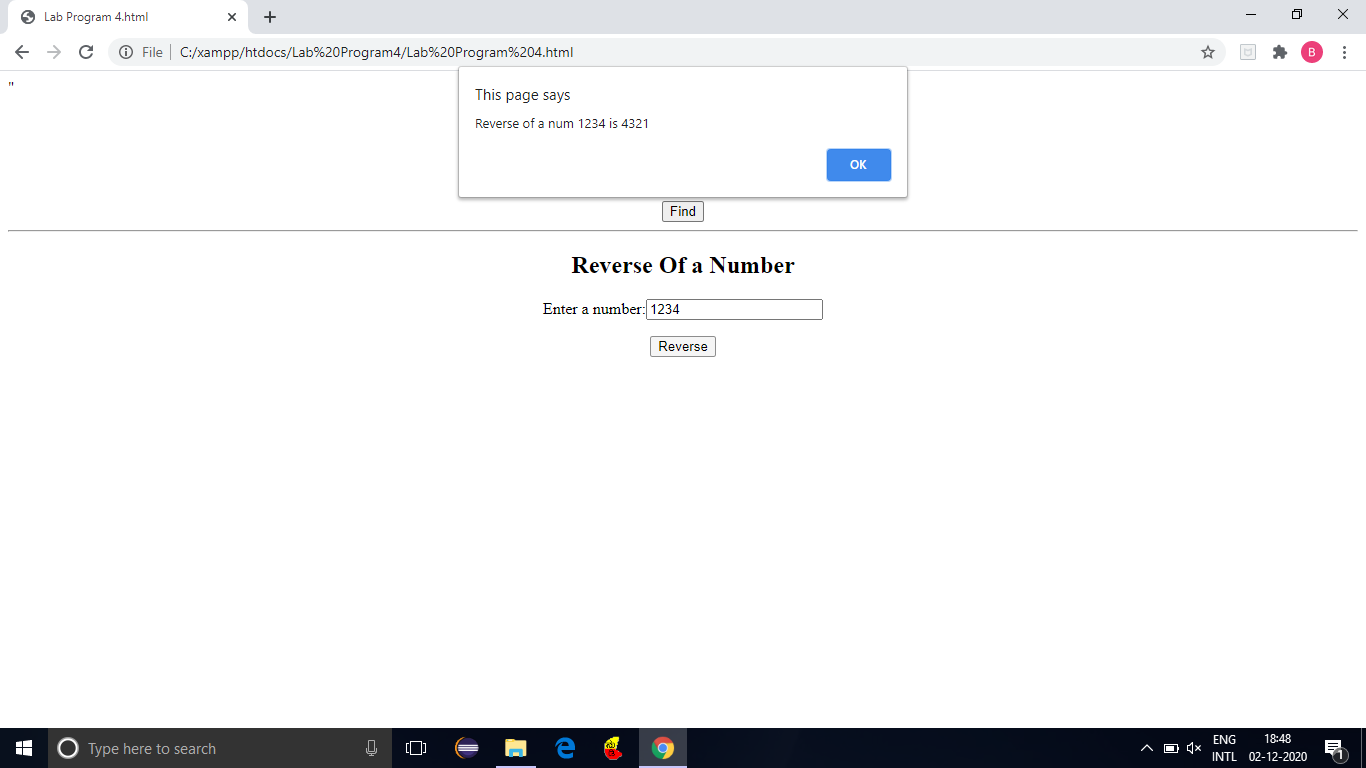 Lab Program 4.html
File | C:/xampp/htdocs/Lab%20Program4/Lab%20Program%204.html
B
"
This page says
Reverse of a num 1234 is 4321
OK
Find
Reverse Of a Number
Enter a number: 1234
Reverse
Type here to search
ENG
INTL
18:48
02-12-2020
1